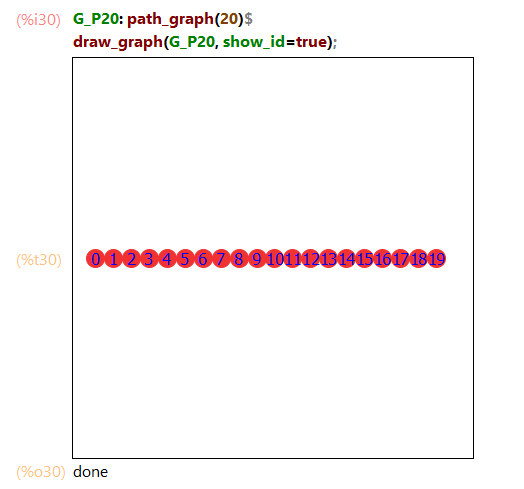 (%i30) G_P20: path_graph(20)$
draw_graph(G_P20, show_id=true);
(%t30) 0 1 2 3 4 5 6 7 8 9 10 11 12 13 14 15 16 17 18 19
(%o30) done